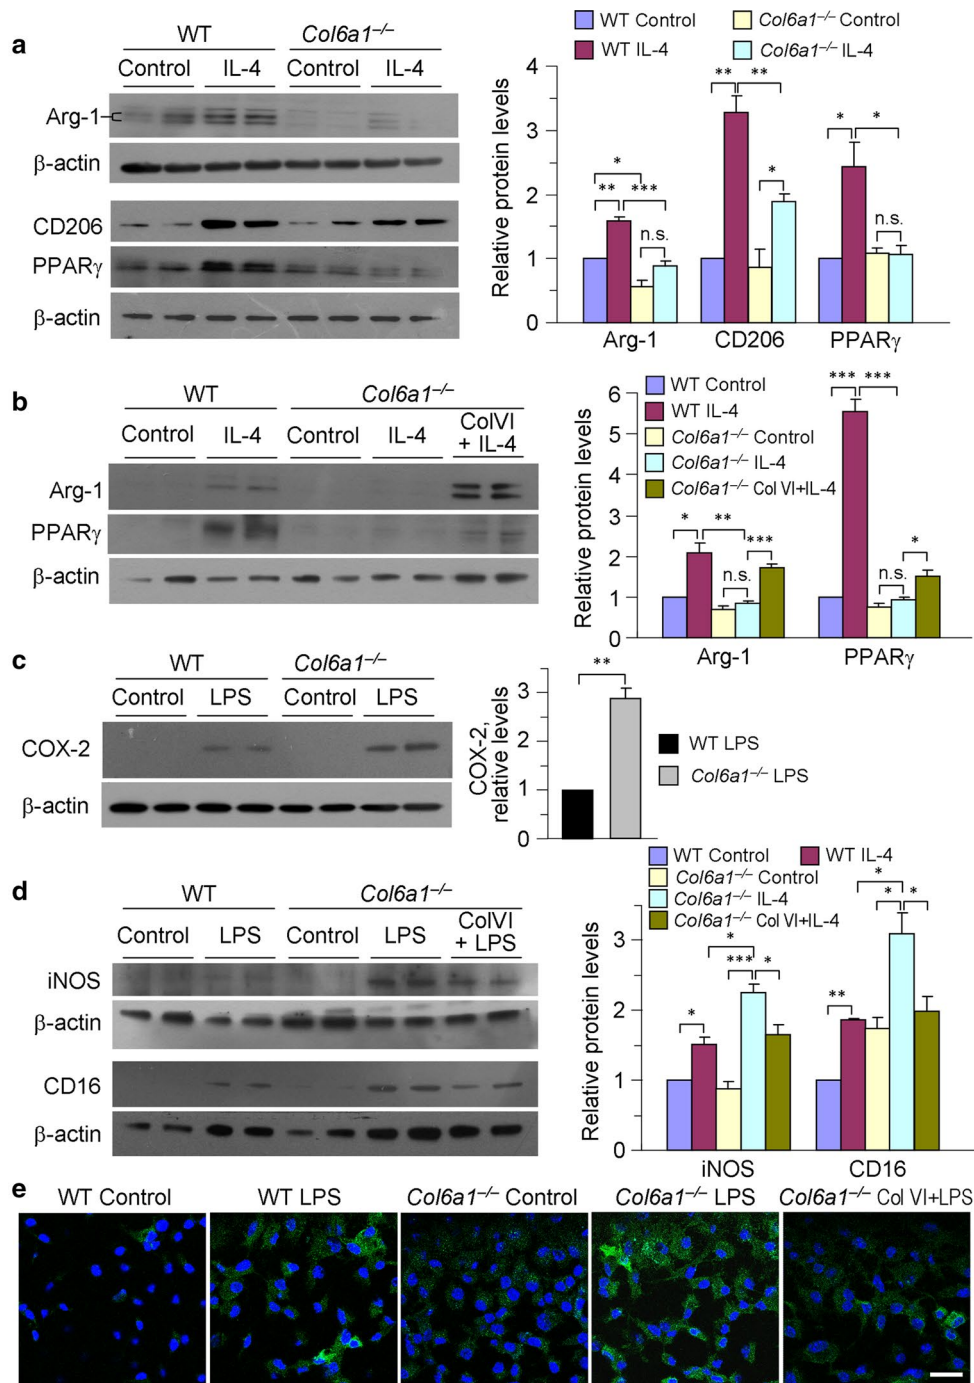 a
WT
Col6a1–/–
Control
IL-4
Control
IL-4
Arg-1
β-actin
CD206
PPARγ
β-actin
WT Control
Col6a1–/– Control
WT IL-4
Col6a1–/– IL-4
Relative protein levels
4
3
2
1
0
** ** * * * * ** *** n.s. n.s.
Arg-1
CD206
PPARγ
b
WT
Col6a1–/–
Control
IL-4
Control
IL-4
ColVI
+ IL-4
Arg-1
PPARγ
β-actin
WT Control
WT IL-4
Col6a1–/– Control
Col6a1–/– IL-4
Col6a1–/– Col VI+IL-4
Relative protein levels
6
5
4
3
2
1
0
*** *** * ** *** * n.s. n.s.
Arg-1
PPARγ
c
WT
Col6a1–/–
Control
LPS
Control
LPS
COX-2
β-actin
COX-2,
relative levels
3
2
1
0
**
WT LPS
Col6a1–/– LPS
d
WT
Col6a1–/–
Control
LPS
Control
LPS
ColVI
+ LPS
iNOS
β-actin
CD16
β-actin
WT Control
WT IL-4
Col6a1–/– Control
Col6a1–/– IL-4
Col6a1–/– Col VI+IL-4
Relative protein levels
3
2
1
0
* * * * *** * * **
iNOS
CD16
e
WT Control
WT LPS
Col6a1–/– Control
Col6a1–/– LPS
Col6a1–/– Col VI+LPS